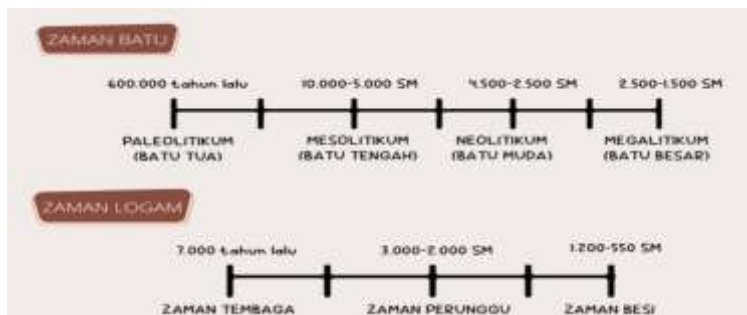 ZAMAN BATU
600.000 tahun lalu 10.000-5.000 SM 4.500-2.500 SM 2.500-1.500 SM
PALEOLITIKUM MESOLITIKUM NEOLITIKUM MEGALITIKUM
(BATU TUA) (BATU TENGAH) (BATU MUDA) (BATU BESAR)
ZAMAN LOGAM
7.000 tahun lalu 3.000-2.000 SM 1.200-550 SM
ZAMAN TEMBAGA ZAMAN PERUNGGU ZAMAN BESI